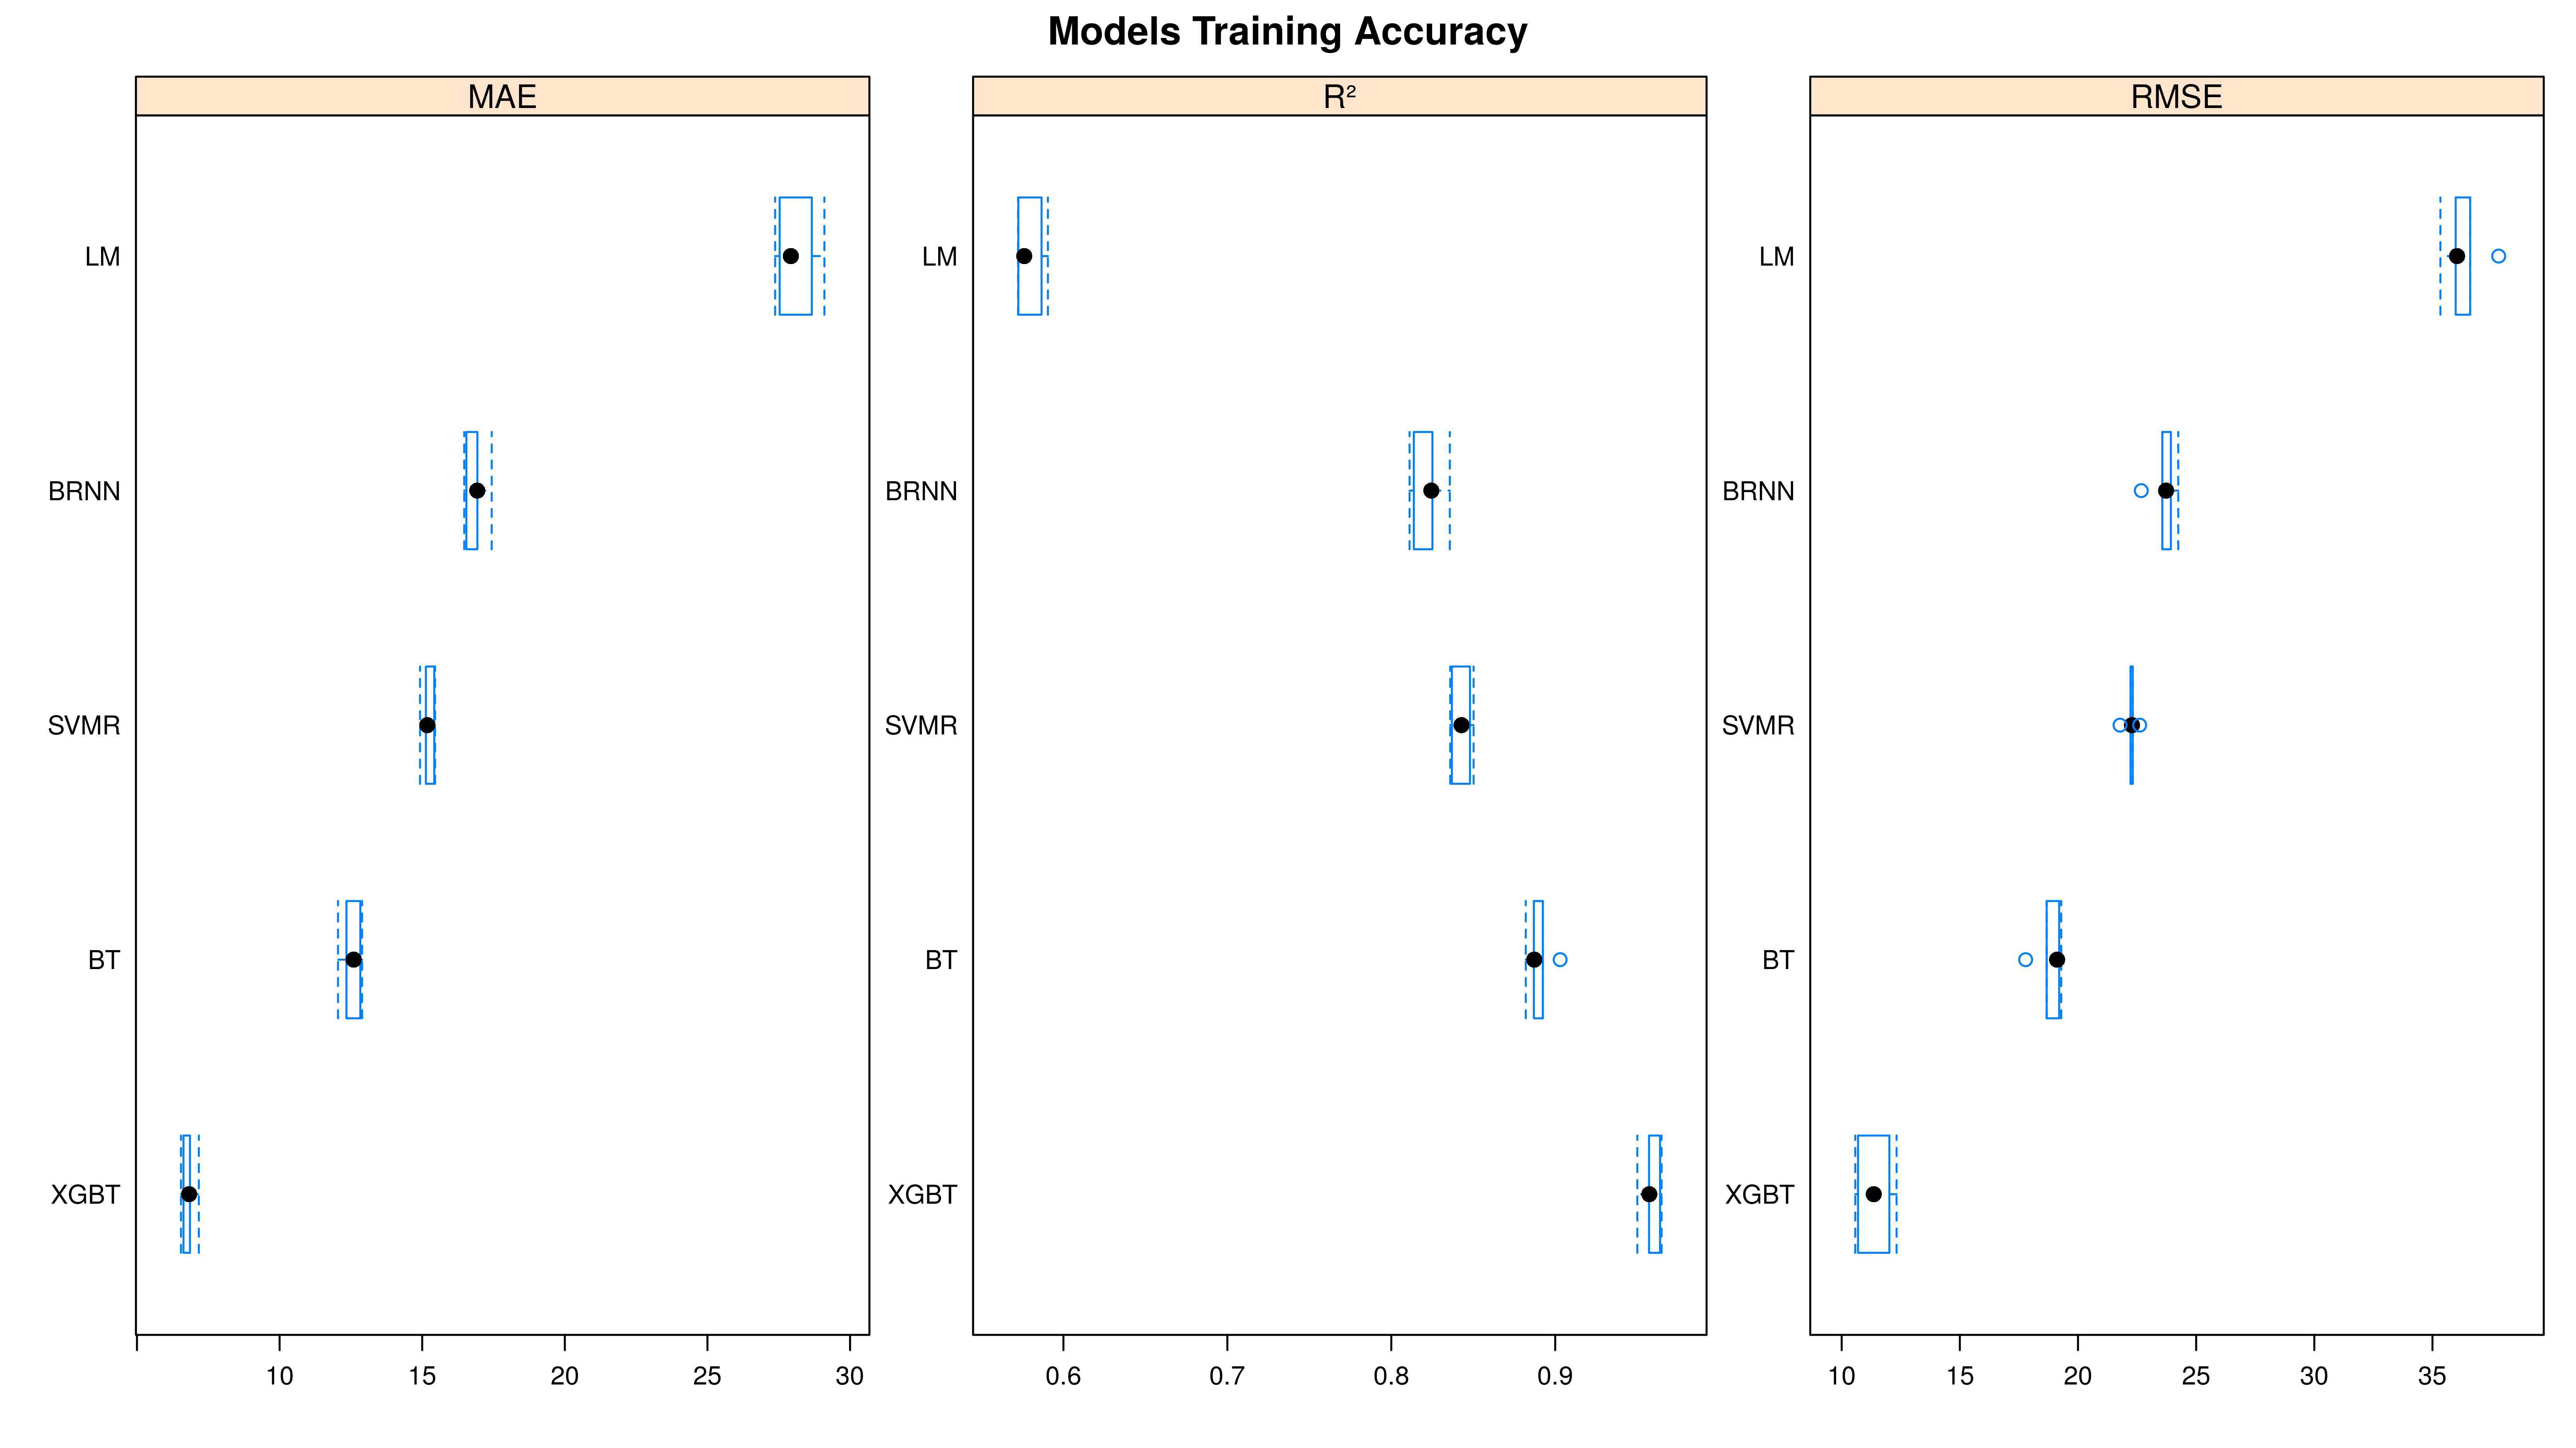 Models Training Accuracy
MAE
R²
RMSE
LM
LM
LM
BRNN
BRNN
BRNN
SVMR
SVMR
SVMR
BT
BT
BT
XGBT
XGBT
XGBT
10 15 20 25 30
0.6 0.7 0.8 0.9
10 15 20 25 30 35